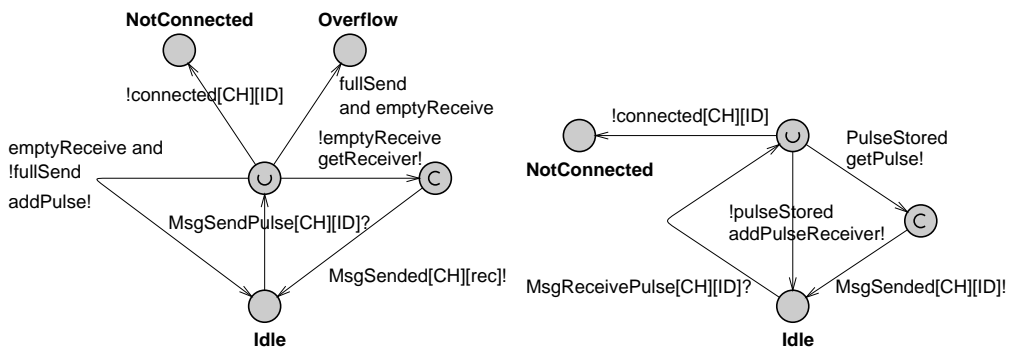 NotConnected
Overflow
!connected[CH][ID]
fullSend
and emptyReceive
emptyReceive and
!fullSend
addPulse!
!emptyReceive
getReceiver!
U
C
MsgSendPulse[CH][ID]?
MsgSended[CH][rec]!
Idle
!connected[CH][ID]
NotConnected
U
PulseStored
getPulse!
!pulseStored
addPulseReceiver!
C
MsgReceivePulse[CH][ID]?
MsgSended[CH][ID]!
Idle